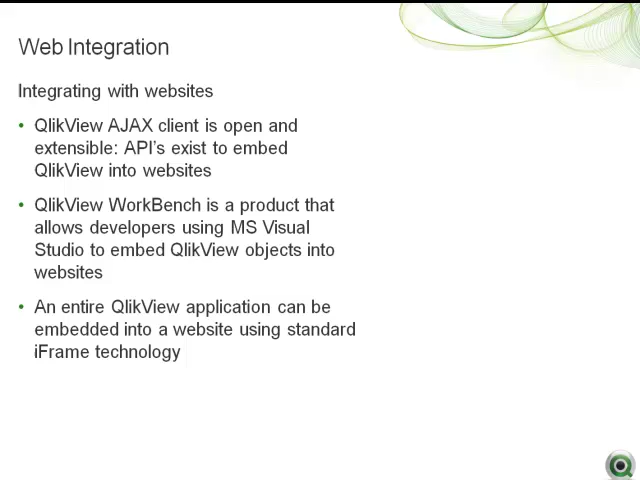 Web Integration
Integrating with websites
• QlikView AJAX client is open and
extensible: API's exist to embed
QlikView into websites
• QlikView WorkBench is a product that
allows developers using MS Visual
Studio to embed QlikView objects into
websites
• An entire QlikView application can be
embedded into a website using standard
iFrame technology